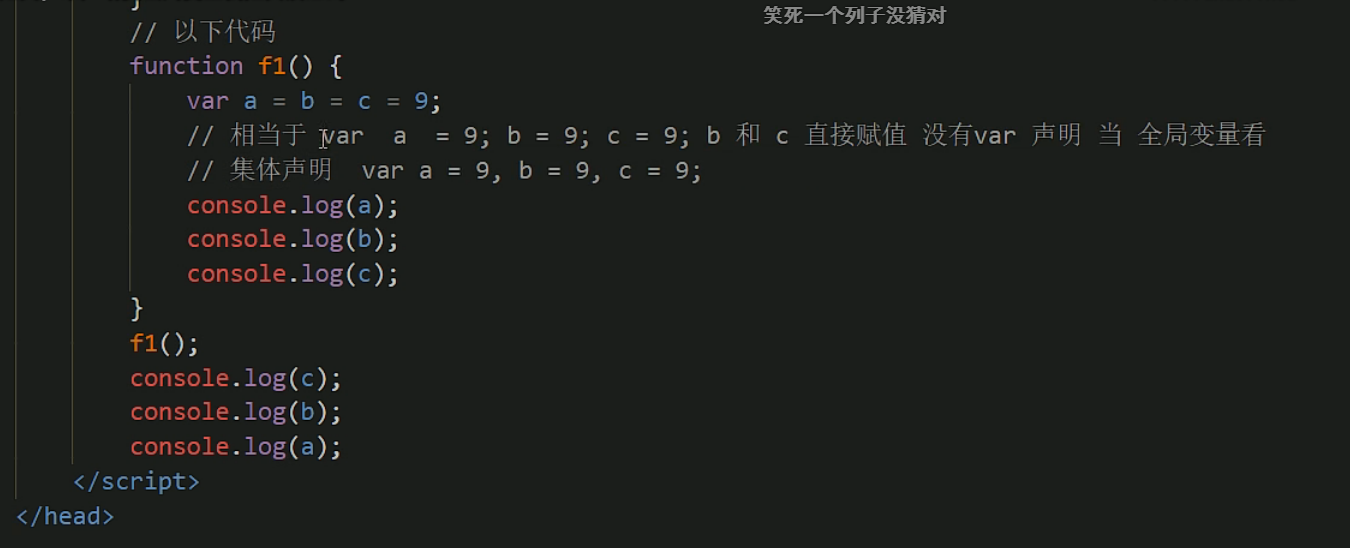 笑死一个列子没猜对
// 以下代码
function f1() {
var a = b = c = 9;
// 相当于 var  a  = 9; b = 9; c = 9; b 和 c 直接赋值 没有var 声明 当 全局变量看
// 集体声明  var a = 9, b = 9, c = 9;
console.log(a);
console.log(b);
console.log(c);
}
f1();
console.log(c);
console.log(b);
console.log(a);
</script>
</head>